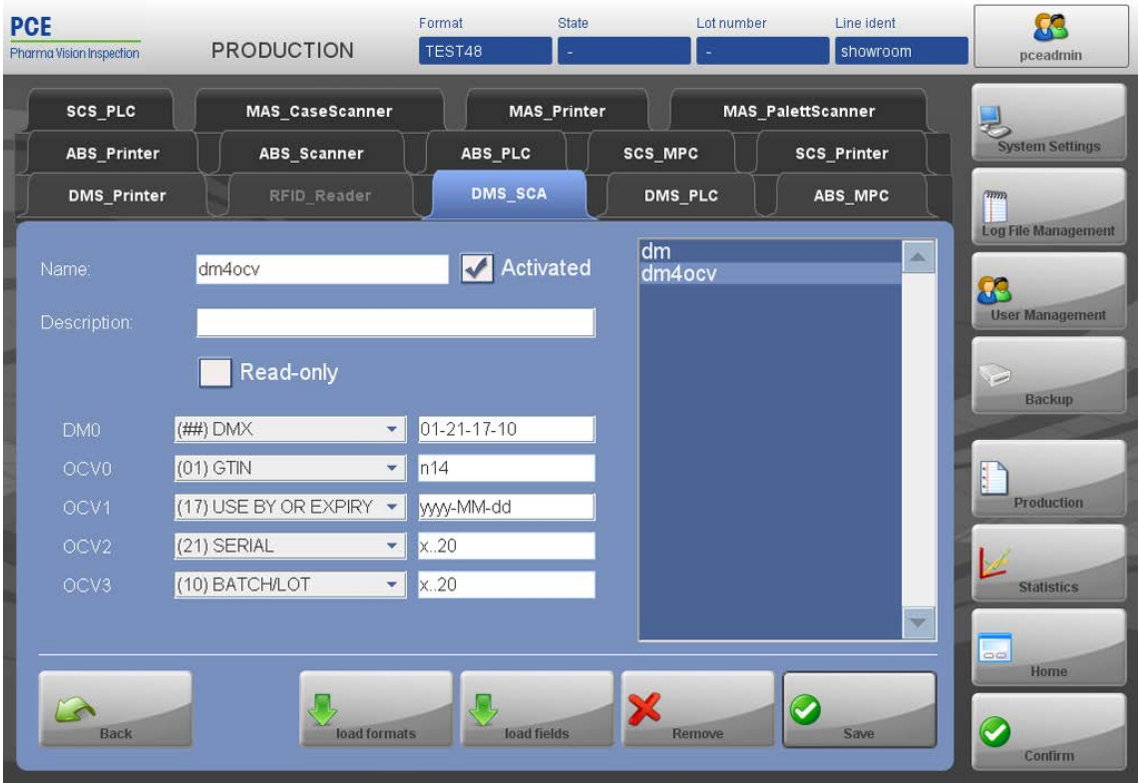 PCE
Pharma Vision Inspection
PRODUCTION
Format
State
Lot number
Line ident
TEST48
-
-
showroom
pceadmin
SCS_PLC
MAS_CaseScanner
MAS_Printer
MAS_PalettScanner
ABS_Printer
ABS_Scanner
ABS_PLC
SCS_MPC
SCS_Printer
DMS_Printer
RFID_Reader
DMS_SCA
DMS_PLC
ABS_MPC
Name:
dm4ocv
Activated
Description:
Read-only
DM0
(##) DMX
01-21-17-10
OCV0
(01) GTIN
n14
OCV1
(17) USE BY OR EXPIRY
yyyy-MM-dd
OCV2
(21) SERIAL
x..20
OCV3
(10) BATCH/LOT
x..20
dm
dm4ocv
Back
load formats
load fields
Remove
Save
System Settings
Log File Management
User Management
Backup
Production
Statistics
Home
Confirm